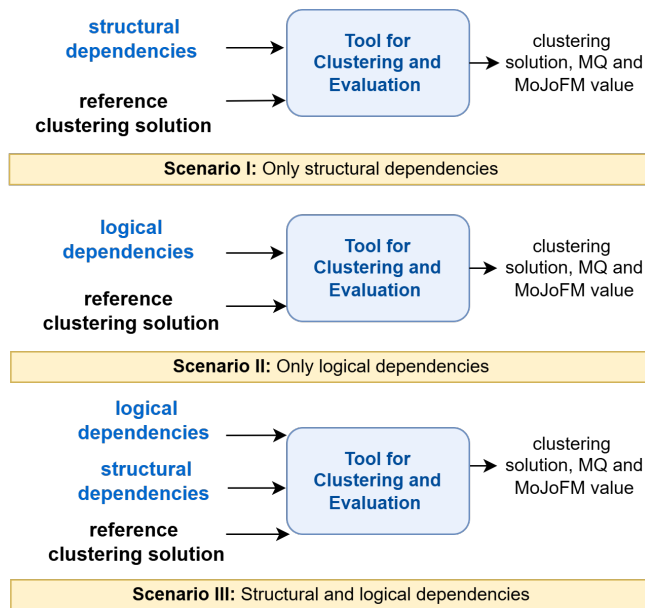 structural
dependencies
reference
clustering solution
Tool for
Clustering and
Evaluation
clustering
solution, MQ and
MoJoFM value
Scenario I: Only structural dependencies
logical
dependencies
reference
clustering solution
Tool for
Clustering and
Evaluation
clustering
solution, MQ and
MoJoFM value
Scenario II: Only logical dependencies
logical
dependencies
structural
dependencies
reference
clustering solution
Tool for
Clustering and
Evaluation
clustering
solution, MQ and
MoJoFM value
Scenario III: Structural and logical dependencies